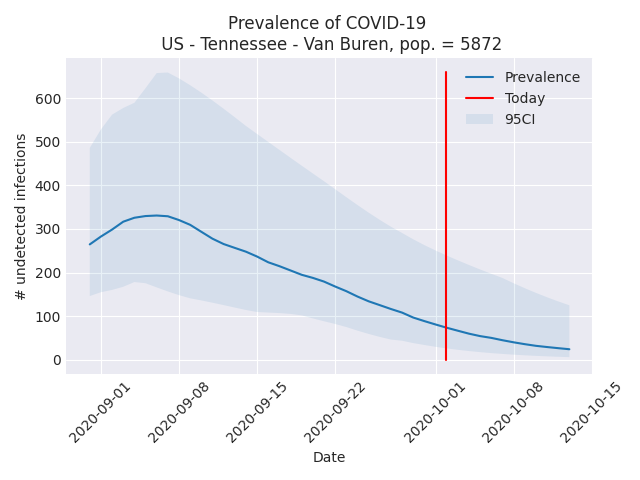 Prevalence of COVID-19
US - Tennessee - Van Buren, pop. = 5872
Prevalence
Today
95CI
# undetected infections
600
500
400
300
200
100
0
2020-09-01
2020-09-08
2020-09-15
2020-09-22
2020-10-01
2020-10-08
2020-10-15
Date